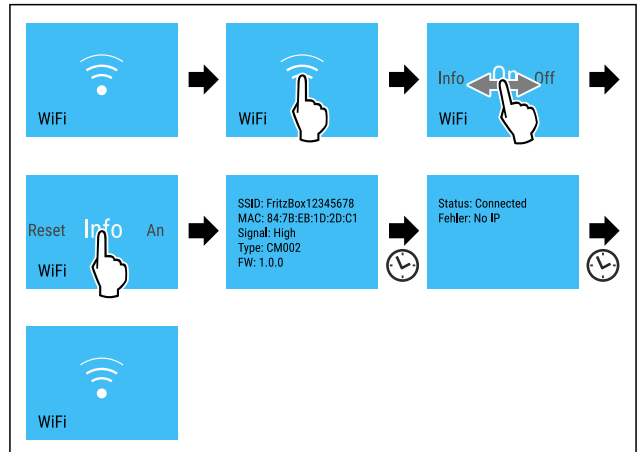 WiFi
WiFi
Info On Off
WiFi
Reset Info An
WiFi
SSID: FritzBox12345678
MAC: 84:7B:EB:1D:2D:C1
Signal: High
Type: CM002
FW: 1.0.0
Status: Connected
Fehler: No IP
WiFi